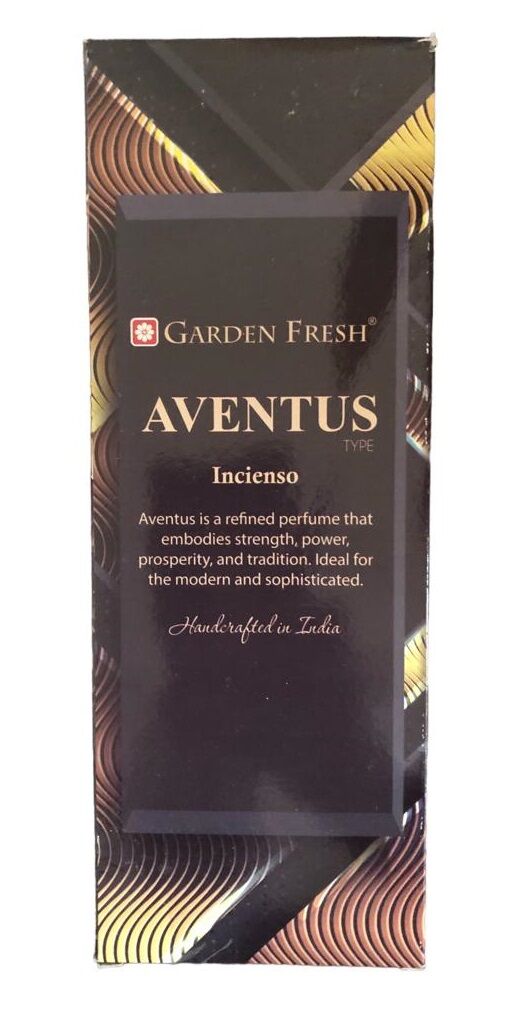 GARDEN FRESH®
AVENTUS
TYPE
Incienso
Aventus is a refined perfume that
embodies strength, power,
prosperity, and tradition. Ideal for
the modern and sophisticated.
Handcrafted in India